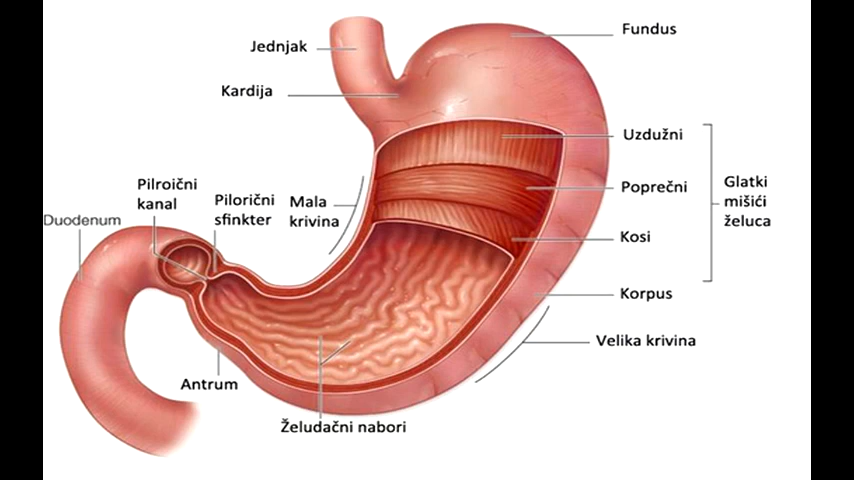 Fundus
Jednjak
Kardija
Uzdužni
Poprečni
Glatki
mišići
želuca
Pilroični
kanal
Pilorični
sfinkter
Mala
krivina
Duodenum
Kosi
Korpus
Velika krivina
Antrum
Želudačni nabori